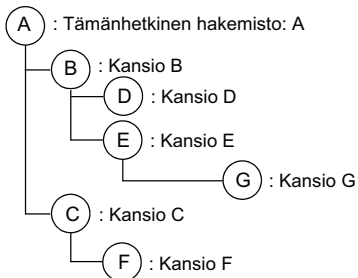 A : Tämänhetkinen hakemisto: A
B : Kansio B
D : Kansio D
E : Kansio E
G : Kansio G
C : Kansio C
F : Kansio F